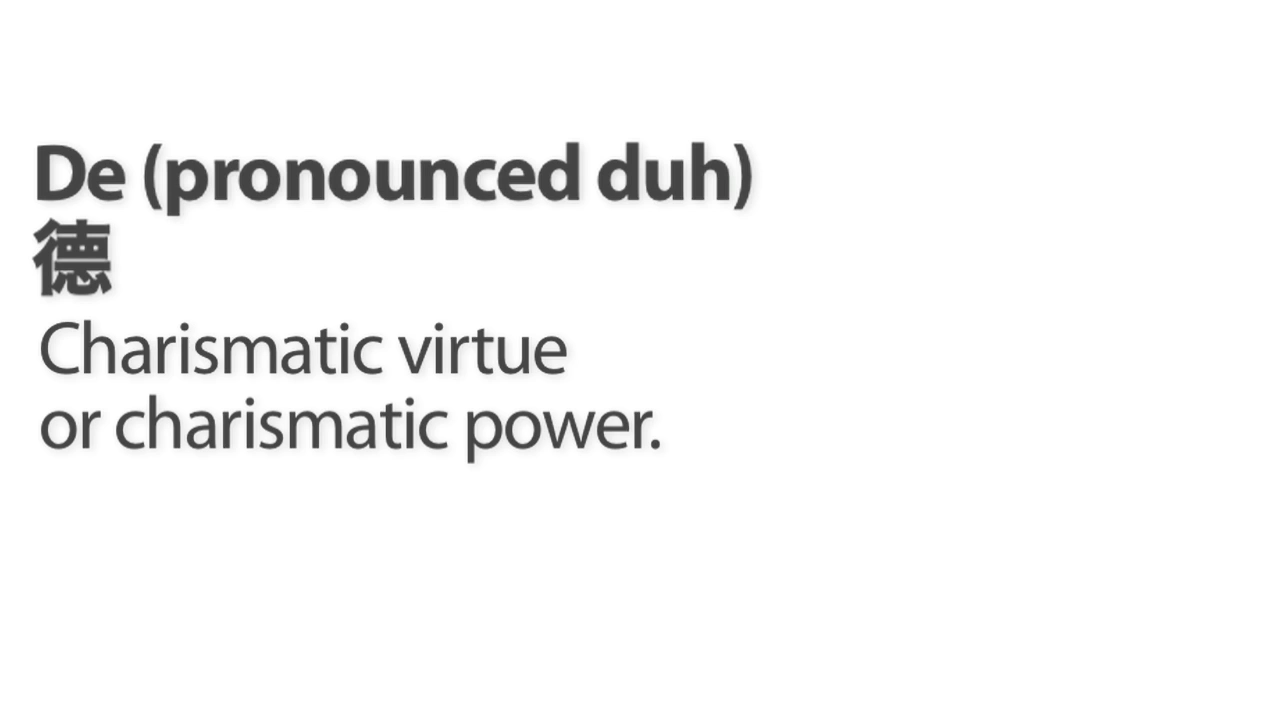 De (pronounced duh)
德
Charismatic virtue
or charismatic power.